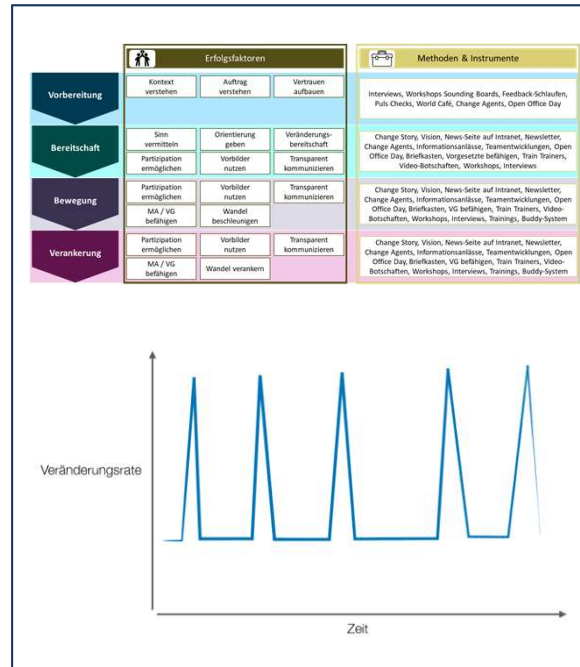 Erfolgsfaktoren
Methoden & Instrumente
Vorbereitung
Kontext
verstehen
Auftrag
verstehen
Vertrauen
aufbauen
Interviews, Workshops Sounding Boards, Feedback-Schlaufen,
Puls Checks, World Café, Change Agents, Open Office Day
Bereitschaft
Sinn
vermitteln
Orientierung
geben
Veränderungs-
bereitschaft
Partizipation
ermöglichen
Vorbilder
nutzen
Transparent
kommunizieren
Change Story, Vision, News-Seite auf Intranet, Newsletter,
Change Agents, Informationsanlässe, Teamentwicklungen, Open
Office Day, Briefkasten, Vorgesetzte befähigen, Train Trainers,
Video-Botschaften, Workshops, Interviews
Bewegung
Partizipation
ermöglichen
Vorbilder
nutzen
Transparent
kommunizieren
MA / VG
befähigen
Wandel
beschleunigen
Change Story, Vision, News-Seite auf Intranet, Newsletter,
Change Agents, Informationsanlässe, Teamentwicklungen, Open
Office Day, Briefkasten, VG befähigen, Train Trainers, Video-
Botschaften, Workshops, Interviews, Trainings, Buddy-System
Verankerung
Partizipation
ermöglichen
Vorbilder
nutzen
Transparent
kommunizieren
MA / VG
befähigen
Wandel verankern
Change Story, Vision, News-Seite auf Intranet, Newsletter,
Change Agents, Informationsanlässe, Teamentwicklungen, Open
Office Day, Briefkasten, VG befähigen, Train Trainers, Video-
Botschaften, Workshops, Interviews, Trainings, Buddy-System
Veränderungsrate
Zeit